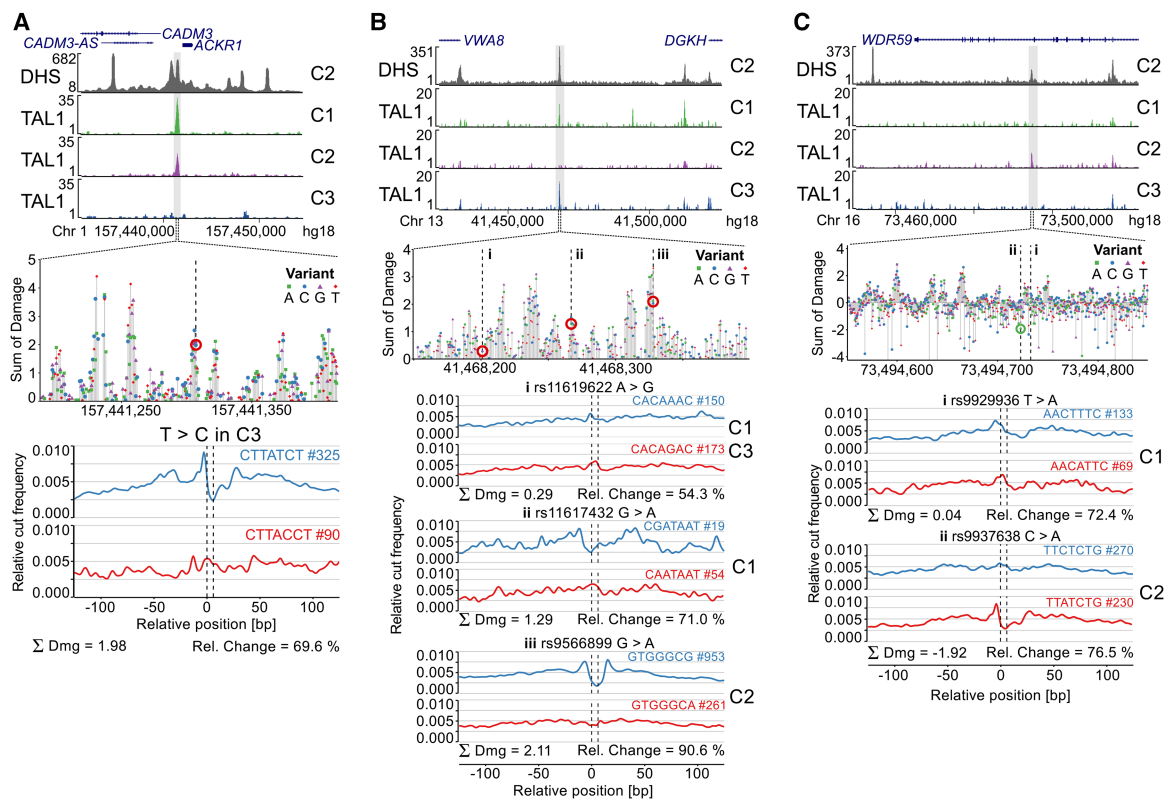 A
CADM3
CADM3-AS
ACKR1
682
DHS
8
C2
35
TAL1
1
C1
35
TAL1
1
C2
35
TAL1
1
C3
Chr 1 157,440,000 157,450,000 hg18
Sum of Damage
5
4
3
2
1
0
Variant
A C G T
157,441,250 157,441,350
T > C in C3
Relative cut frequency
0.010
0.005
0.000
CTTATCT #325
0.010
0.005
0.000
CTTACCT #90
-100 -50 0 50 100
Relative position [bp]
∑ Dmg = 1.98 Rel. Change = 69.6 %
B
VWA8 DGKH
351
DHS
1
C2
20
TAL1
1
C1
20
TAL1
1
C2
20
TAL1
1
C3
Chr 13 41,450,000 41,500,000 hg18
Sum of Damage
4
3
2
1
0
i ii iii
Variant
A C G T
41,468,200 41,468,300
i rs11619622 A > G
Relative cut frequency
0.010
0.005
0.000
CACAAAC #150
C1
0.010
0.005
0.000
CACAGAC #173
C3
∑ Dmg = 0.29 Rel. Change = 54.3 %
ii rs11617432 G > A
0.010
0.005
0.000
CGATAAT #19
C1
0.010
0.005
0.000
CAATAAT #54
∑ Dmg = 1.29 Rel. Change = 71.0 %
iii rs9566899 G > A
0.010
0.005
0.000
GTGGGCG #953
C2
0.010
0.005
0.000
GTGGGCA #261
∑ Dmg = 2.11 Rel. Change = 90.6 %
-100 -50 0 50 100
Relative position [bp]
C
WDR59
373
DHS
1
C2
20
TAL1
1
C1
20
TAL1
1
C2
20
TAL1
1
C3
Chr 16 73,460,000 73,500,000 hg18
Sum of Damage
4
2
0
-2
-4
ii i
Variant
A C G T
73,494,600 73,494,700 73,494,800
i rs9929936 T > A
Relative cut frequency
0.010
0.005
0.000
AACTTTC #133
C1
0.010
0.005
0.000
AACATTC #69
∑ Dmg = 0.04 Rel. Change = 72.4 %
ii rs9937638 C > A
0.010
0.005
0.000
TTCTCTG #270
C2
0.010
0.005
0.000
TTATCTG #230
∑ Dmg = -1.92 Rel. Change = 76.5 %
-100 -50 0 50 100
Relative position [bp]